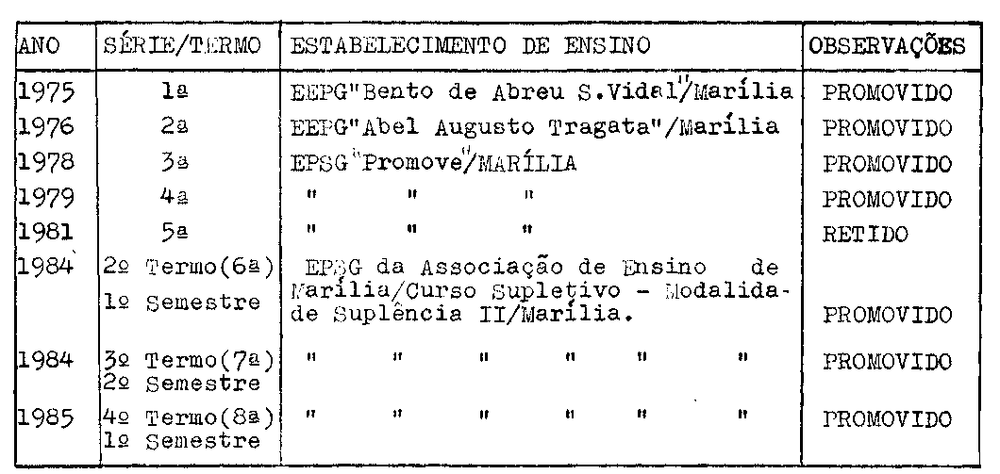 ANO SÉRIE/TERMO ESTABELECIMENTO DE ENSINO OBSERVAÇÕES
1975 1ª EEPG"Bento de Abreu S.Vidal"/Marília PROMOVIDO
1976 2ª EEPG"Abel Augusto Tragata"/Marília PROMOVIDO
1978 3ª EPSG"Promove"/MARÍLIA PROMOVIDO
1979 4ª " " " PROMOVIDO
1981 5ª " " " RETIDO
1984 2º Termo(6ª) EPSG da Associação de Ensino de
1º Semestre Marília/Curso Supletivo - Modalida-
de Suplência II/Marília. PROMOVIDO
1984 3º Termo(7ª) " " " " " " PROMOVIDO
2º Semestre
1985 4º Termo(8ª) " " " " " " PROMOVIDO
1º Semestre